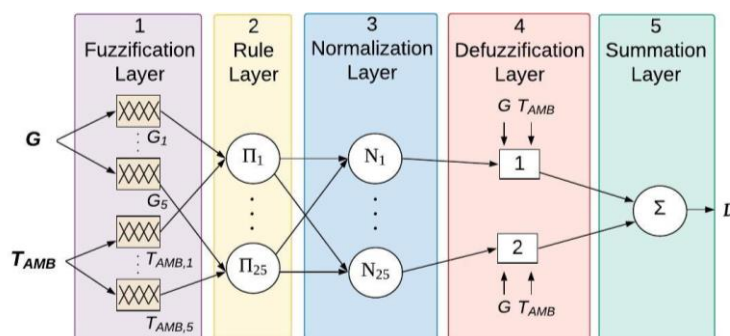 1
Fuzzification
Layer
2
Rule
Layer
3
Normalization
Layer
4
Defuzzification
Layer
5
Summation
Layer
G
G1
G5
TAMB
TAMB,1
TAMB,5
Π1
Π25
N1
N25
G TAMB
1
2
G TAMB
Σ